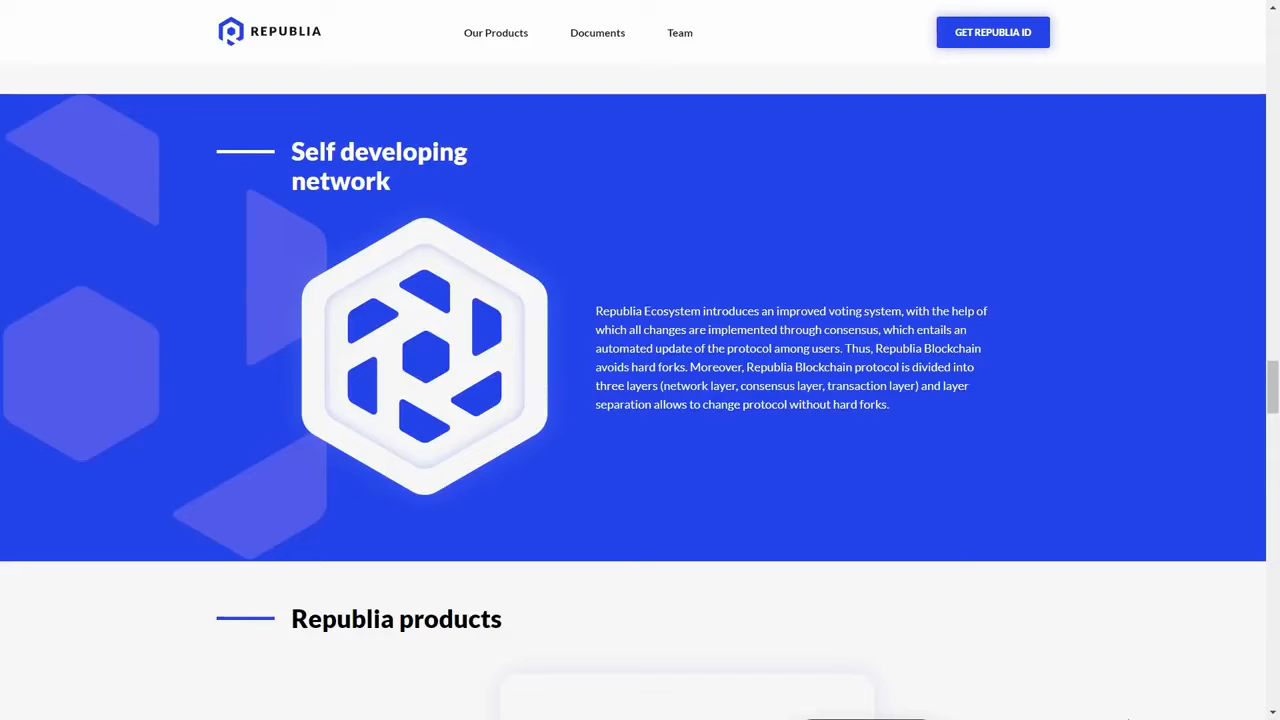 REPUBLIA
Our Products
Documents
Team
GET REPUBLIA ID
Self developing
network
Republia Ecosystem introduces an improved voting system, with the help of
which all changes are implemented through consensus, which entails an
automated update of the protocol among users. Thus, Republia Blockchain
avoids hard forks. Moreover, Republia Blockchain protocol is divided into
three layers (network layer, consensus layer, transaction layer) and layer
separation allows to change protocol without hard forks.
Republia products